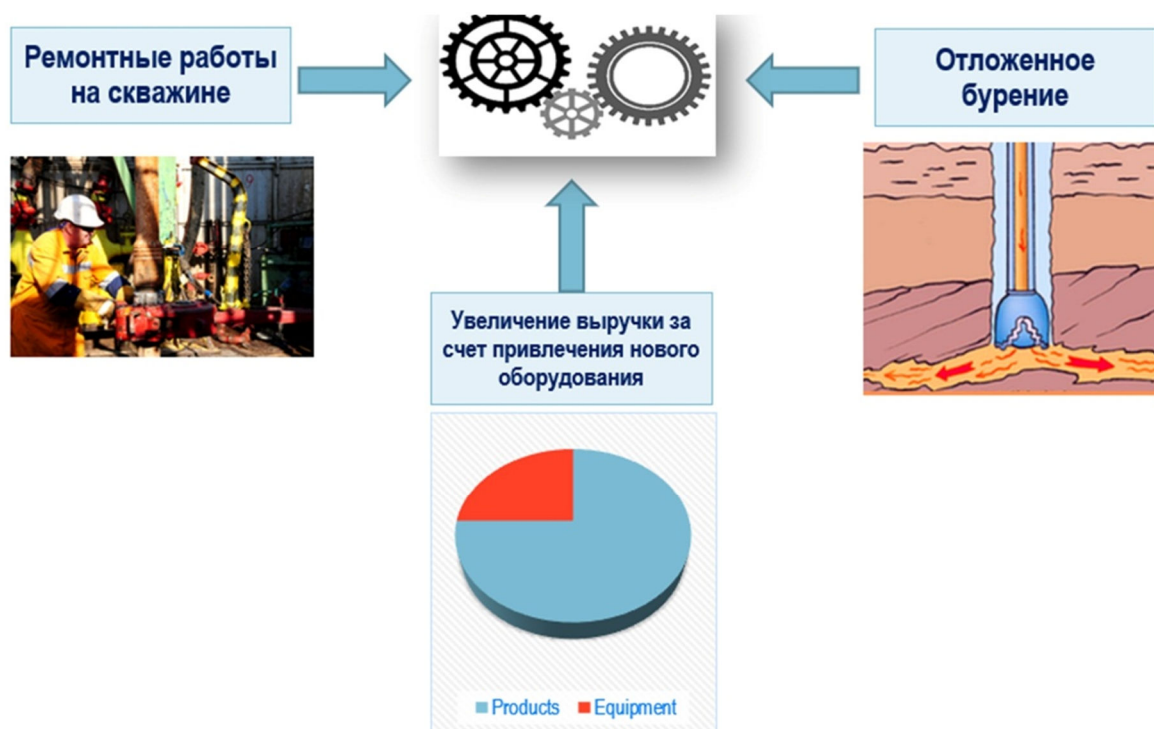 Ремонтные работы
на скважине
Отложенное
бурение
Увеличение выручки за
счет привлечения нового
оборудования
Products Equipment